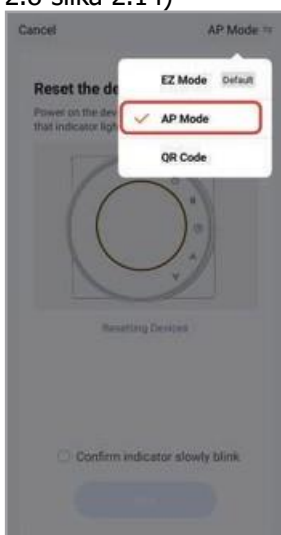 2.8 slika 2.14)
Cancel
AP Mode
EZ Mode Default
AP Mode
QR Code
Reset the de
Power on the dev
that indicator ligh
Resetting Devices
Confirm indicator slowly blink